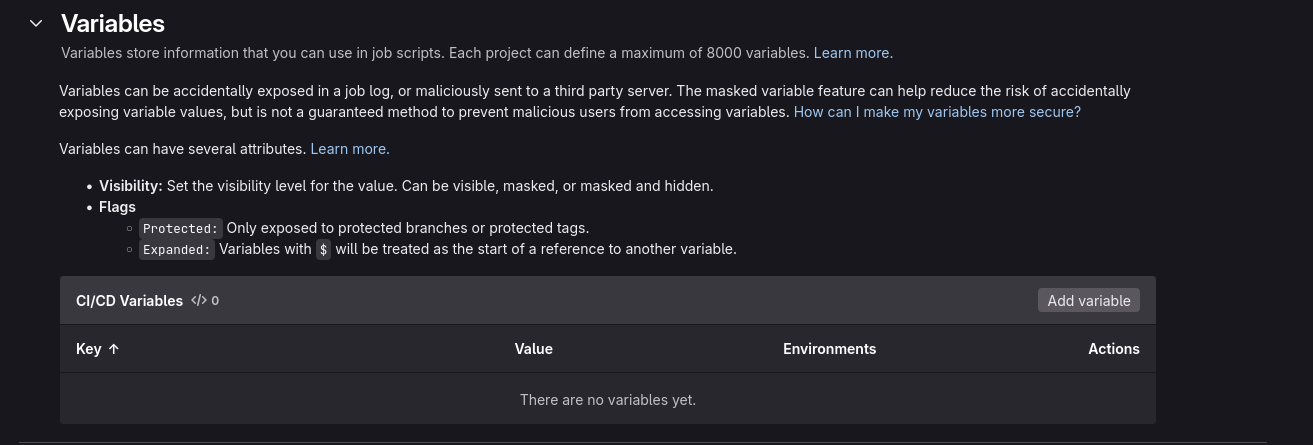 Variables
Variables store information that you can use in job scripts. Each project can define a maximum of 8000 variables. Learn more.
Variables can be accidentally exposed in a job log, or maliciously sent to a third party server. The masked variable feature can help reduce the risk of accidentally
exposing variable values, but is not a guaranteed method to prevent malicious users from accessing variables. How can I make my variables more secure?
Variables can have several attributes. Learn more.
• Visibility: Set the visibility level for the value. Can be visible, masked, or masked and hidden.
• Flags
◦ Protected: Only exposed to protected branches or protected tags.
◦ Expanded: Variables with $ will be treated as the start of a reference to another variable.
CI/CD Variables </> 0 Add variable
Key ↑ Value Environments Actions
There are no variables yet.